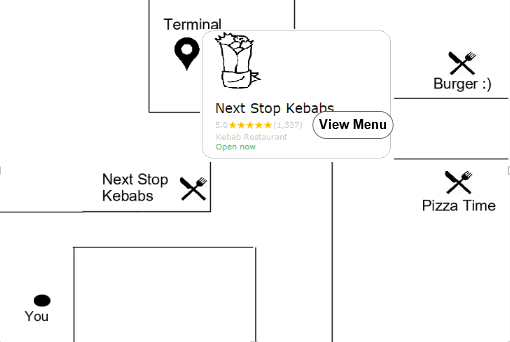 Terminal
Burger :)
Next Stop Kebabs
5.0★★★★★(1,337)
View Menu
Kebab Restaurant
Open now
Next Stop
Kebabs
Pizza Time
You